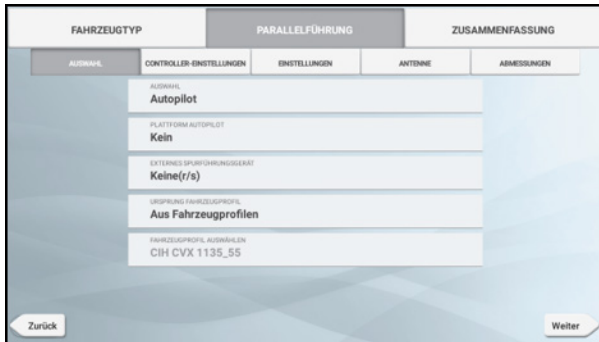 FAHRZEUGTYP
PARALLELFÜHRUNG
ZUSAMMENFASSUNG
AUSWAHL
CONTROLLER-EINSTELLUNGEN
EINSTELLUNGEN
ANTENNE
ABMESSUNGEN
AUSWAHL
Autopilot
PLATTFORM AUTOPILOT
Kein
EXTERNES SPURFÜHRUNGSGERÄT
Keine(r/s)
URSPRUNG FAHRZEUGPROFIL
Aus Fahrzeugprofilen
FAHRZEUGPROFIL AUSWÄHLEN
CIH CVX 1135_55
Zurück
Weiter